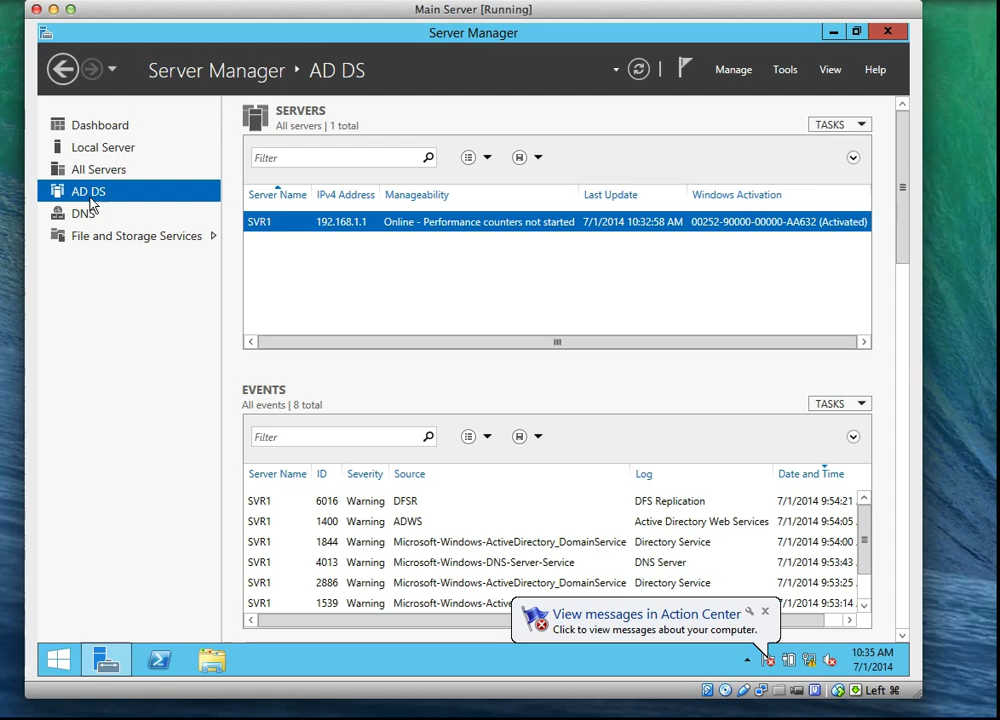 Main Server [Running]
Server Manager
Server Manager ‣ AD DS
Manage Tools View Help
Dashboard
Local Server
All Servers
AD DS
DNS
File and Storage Services
SERVERS
All servers | 1 total
TASKS
Filter
Server Name IPv4 Address Manageability Last Update Windows Activation
SVR1 192.168.1.1 Online - Performance counters not started 7/1/2014 10:32:58 AM 00252-90000-00000-AA632 (Activated)
EVENTS
All events | 8 total
TASKS
Filter
Server Name ID Severity Source Log Date and Time
SVR1 6016 Warning DFSR DFS Replication 7/1/2014 9:54:21
SVR1 1400 Warning ADWS Active Directory Web Services 7/1/2014 9:54:05
SVR1 1844 Warning Microsoft-Windows-ActiveDirectory_DomainService Directory Service 7/1/2014 9:54:00
SVR1 4013 Warning Microsoft-Windows-DNS-Server-Service DNS Server 7/1/2014 9:53:43
SVR1 2886 Warning Microsoft-Windows-ActiveDirectory_DomainService Directory Service 7/1/2014 9:53:25
SVR1 1539 Warning Microsoft-Windows-Active 7/1/2014 9:53:14
View messages in Action Center
Click to view messages about your computer.
10:35 AM
7/1/2014
Left ⌘